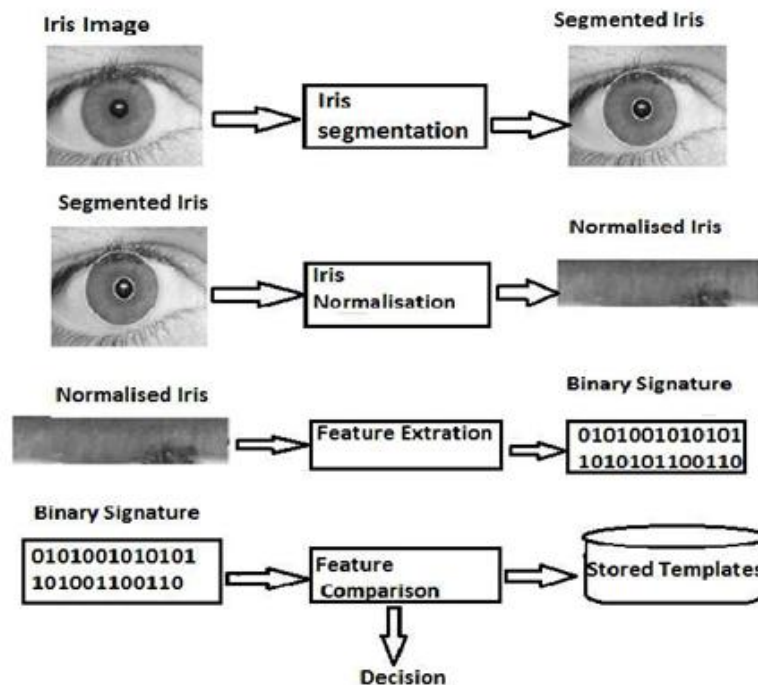 Iris Image
Segmented Iris
Iris
segmentation
Segmented Iris
Normalised Iris
Iris
Normalisation
Normalised Iris
Binary Signature
Feature Extration
0101001010101
1010101100110
Binary Signature
0101001010101
101001100110
Feature
Comparison
Stored Templates
Decision